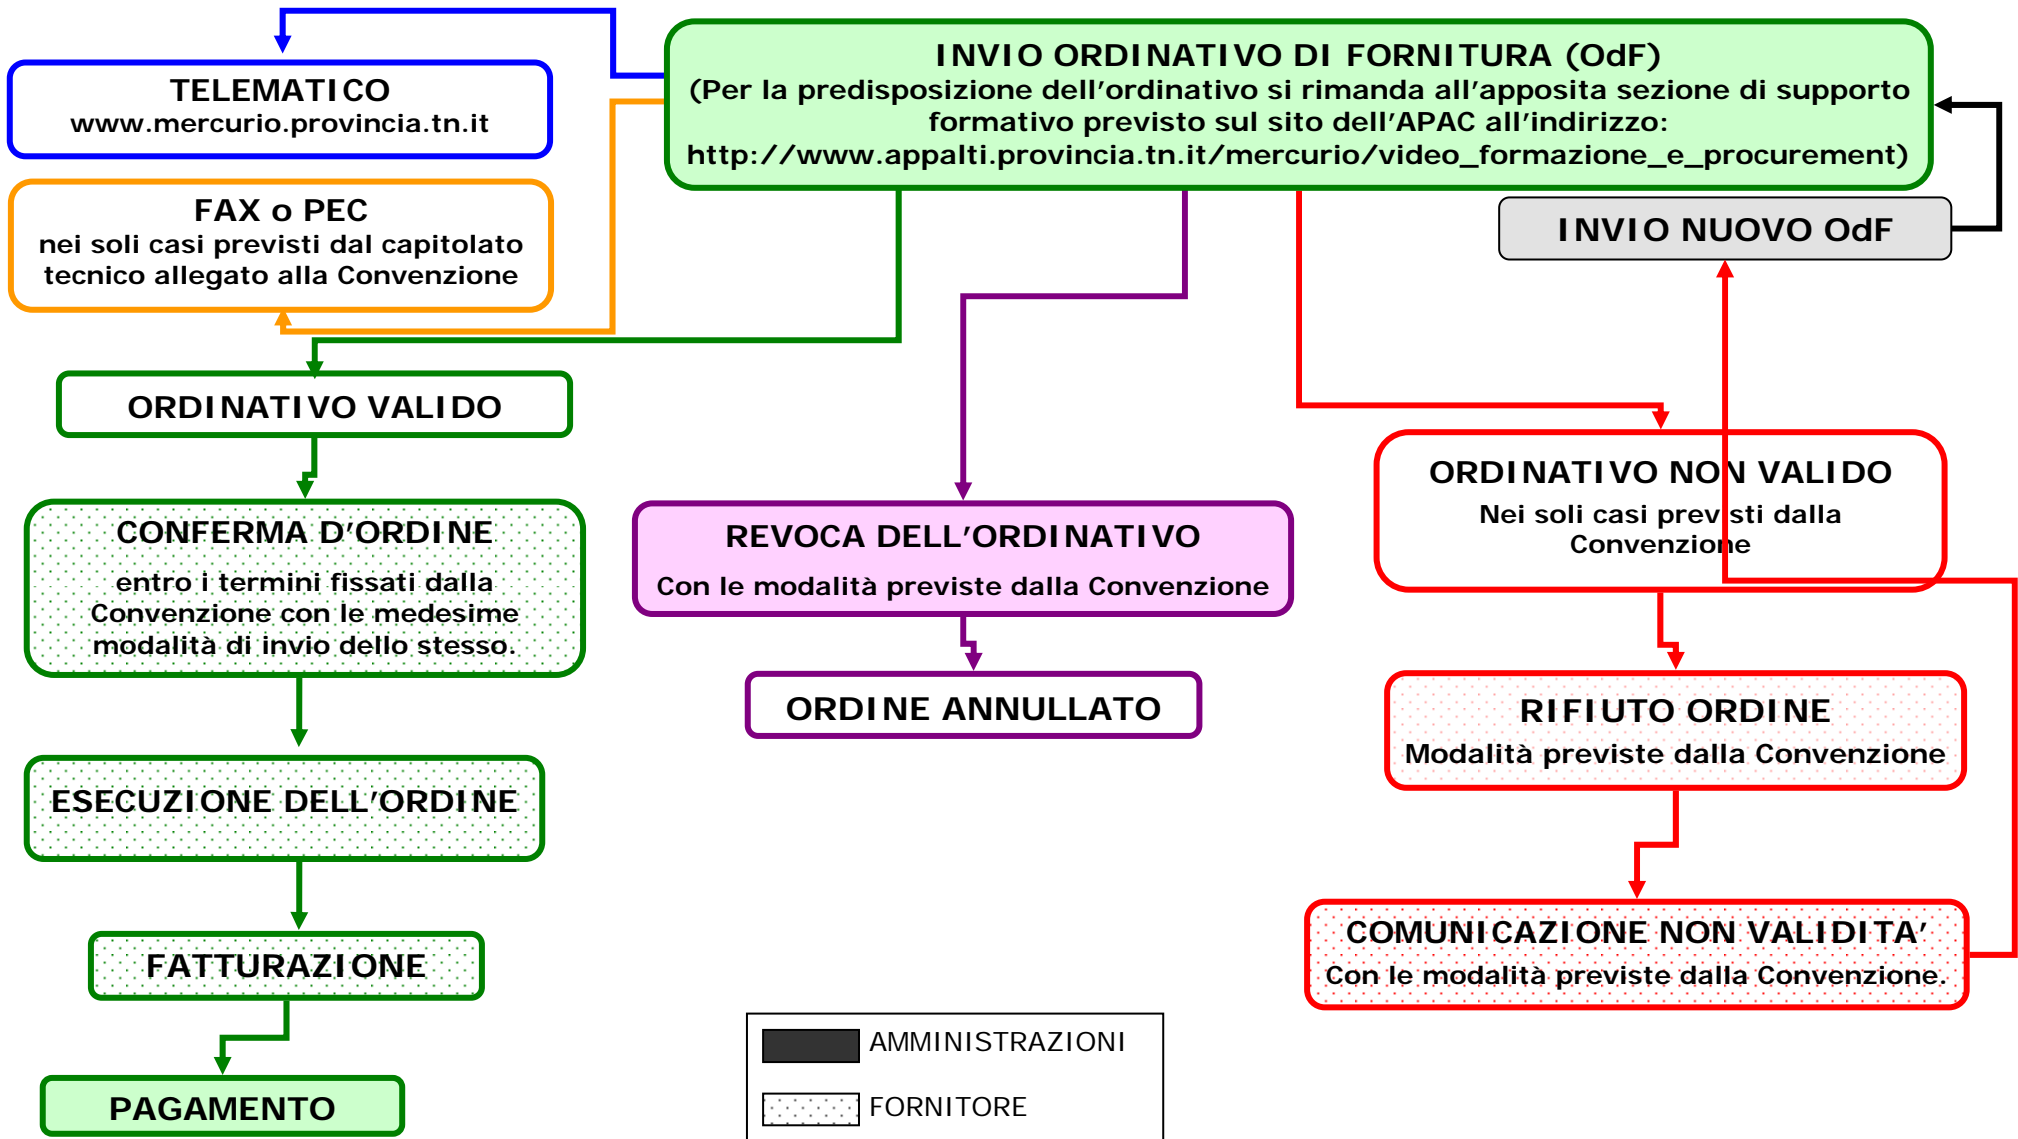 INVIO ORDINATIVO DI FORNITURA (OdF)
(Per la predisposizione dell’ordinativo si rimanda all’apposita sezione di supporto
formativo previsto sul sito dell’APAC all’indirizzo:
http://www.appalti.provincia.tn.it/mercurio/video_formazione_e_procurement)
TELEMATICO
www.mercurio.provincia.tn.it
FAX o PEC
nei soli casi previsti dal capitolato
tecnico allegato alla Convenzione
INVIO NUOVO OdF
ORDINATIVO VALIDO
CONFERMA D’ORDINE
entro i termini fissati dalla
Convenzione con le medesime
modalità di invio dello stesso.
ESECUZIONE DELL’ORDINE
FATTURAZIONE
PAGAMENTO
REVOCA DELL’ORDINATIVO
Con le modalità previste dalla Convenzione
ORDINE ANNULLATO
ORDINATIVO NON VALIDO
Nei soli casi previsti dalla
Convenzione
RIFIUTO ORDINE
Modalità previste dalla Convenzione
COMUNICAZIONE NON VALIDITA’
Con le modalità previste dalla Convenzione.
AMMINISTRAZIONI
FORNITORE